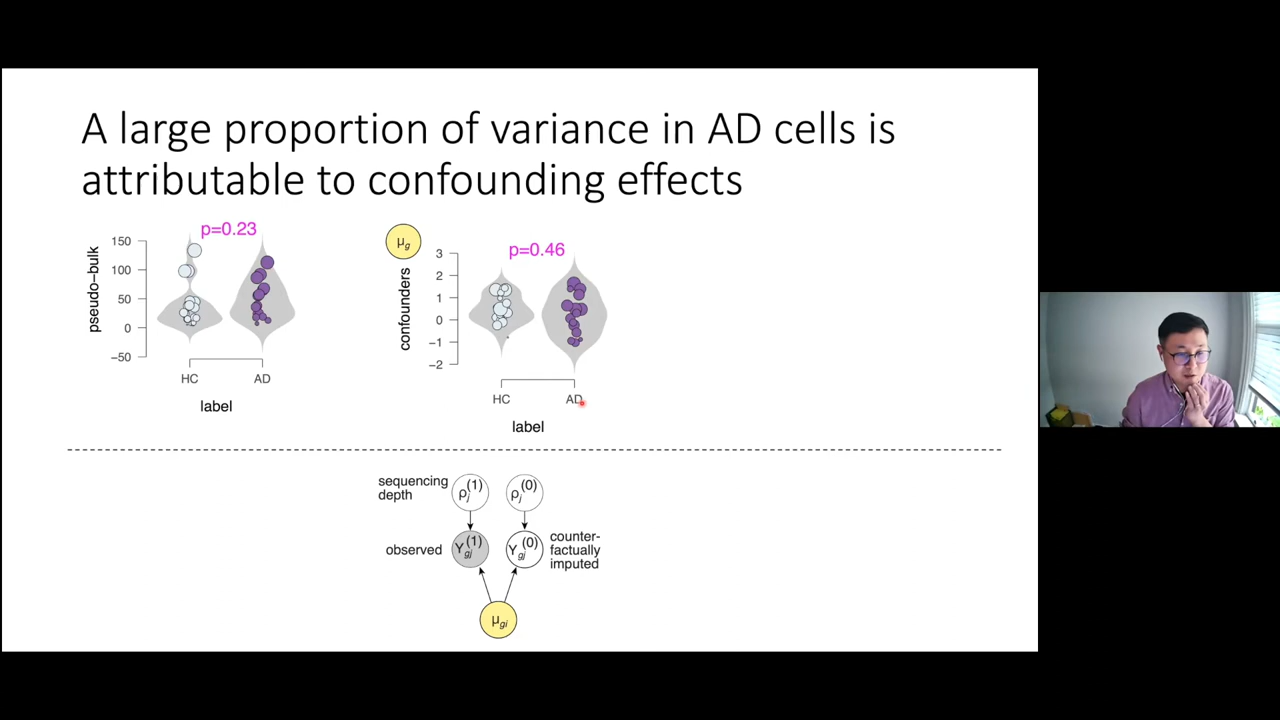 A large proportion of variance in AD cells is
attributable to confounding effects
p=0.23
pseudo-bulk
150
100
50
0
−50
HC
AD
label
μg
p=0.46
confounders
3
2
1
0
−1
−2
HC
AD
label
sequencing
depth
ρj(1)
ρj(0)
observed
Ygj(1)
Ygj(0)
counter-
factually
imputed
μgi